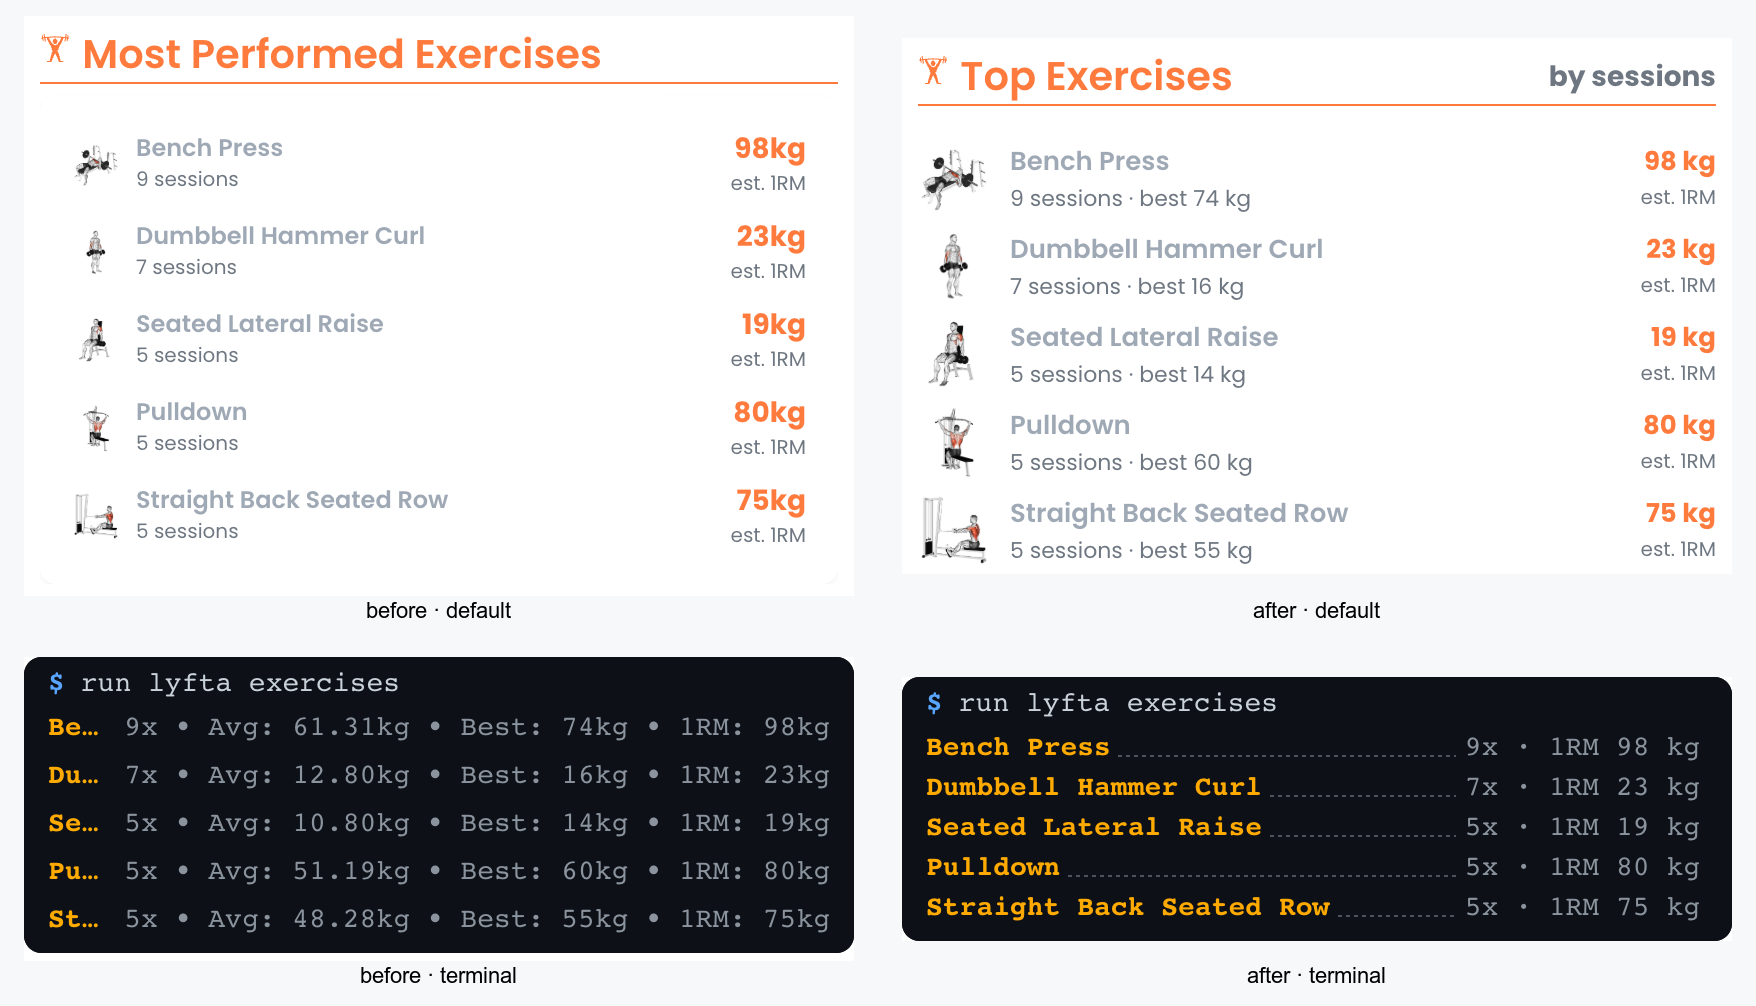 Most Performed Exercises
Bench Press
9 sessions
98kg
est. 1RM
Dumbbell Hammer Curl
7 sessions
23kg
est. 1RM
Seated Lateral Raise
5 sessions
19kg
est. 1RM
Pulldown
5 sessions
80kg
est. 1RM
Straight Back Seated Row
5 sessions
75kg
est. 1RM
before · default
Top Exercises by sessions
Bench Press 98 kg
9 sessions · best 74 kg est. 1RM
Dumbbell Hammer Curl 23 kg
7 sessions · best 16 kg est. 1RM
Seated Lateral Raise 19 kg
5 sessions · best 14 kg est. 1RM
Pulldown 80 kg
5 sessions · best 60 kg est. 1RM
Straight Back Seated Row 75 kg
5 sessions · best 55 kg est. 1RM
after · default
$ run lyfta exercises
Be… 9x • Avg: 61.31kg • Best: 74kg • 1RM: 98kg
Du… 7x • Avg: 12.80kg • Best: 16kg • 1RM: 23kg
Se… 5x • Avg: 10.80kg • Best: 14kg • 1RM: 19kg
Pu… 5x • Avg: 51.19kg • Best: 60kg • 1RM: 80kg
St… 5x • Avg: 48.28kg • Best: 55kg • 1RM: 75kg
before · terminal
$ run lyfta exercises
Bench Press 9x · 1RM 98 kg
Dumbbell Hammer Curl 7x · 1RM 23 kg
Seated Lateral Raise 5x · 1RM 19 kg
Pulldown 5x · 1RM 80 kg
Straight Back Seated Row 5x · 1RM 75 kg
after · terminal